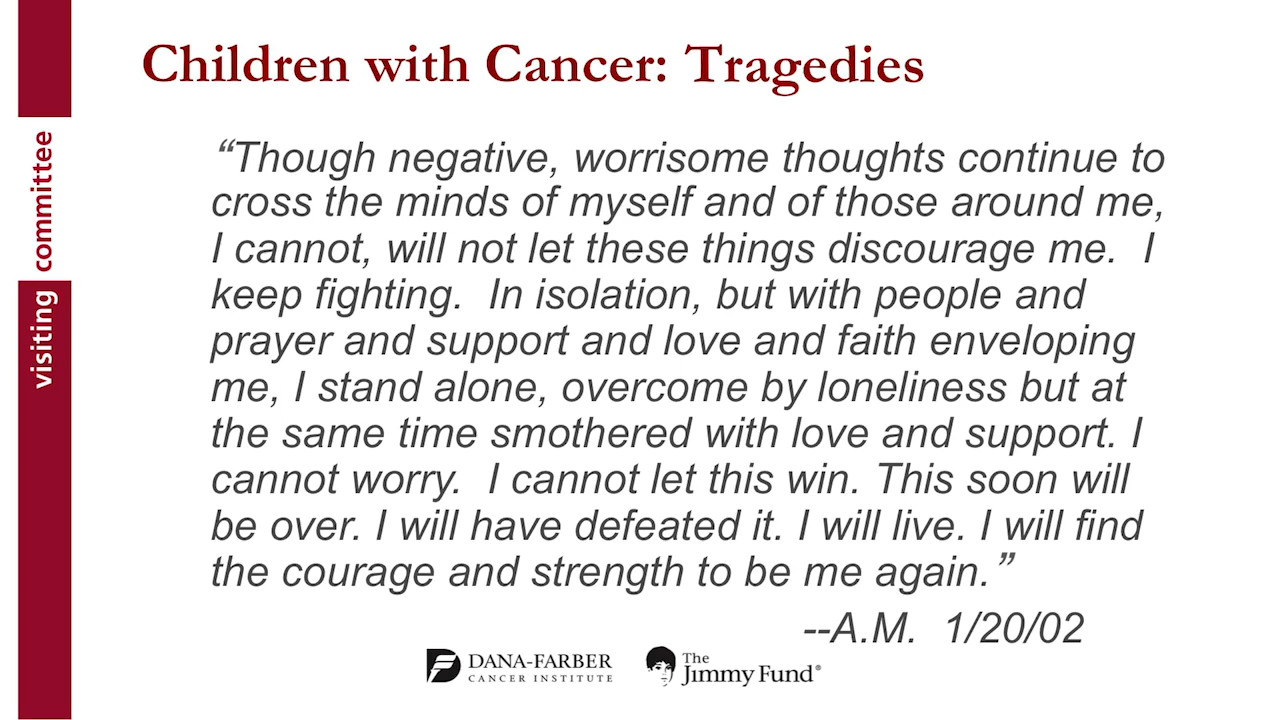 Children with Cancer: Tragedies
visiting committee
“Though negative, worrisome thoughts continue to
cross the minds of myself and of those around me,
I cannot, will not let these things discourage me.  I
keep fighting.  In isolation, but with people and
prayer and support and love and faith enveloping
me, I stand alone, overcome by loneliness but at
the same time smothered with love and support. I
cannot worry.  I cannot let this win. This soon will
be over. I will have defeated it. I will live. I will find
the courage and strength to be me again.”
--A.M.  1/20/02
DANA-FARBER
CANCER INSTITUTE
The
Jimmy Fund®